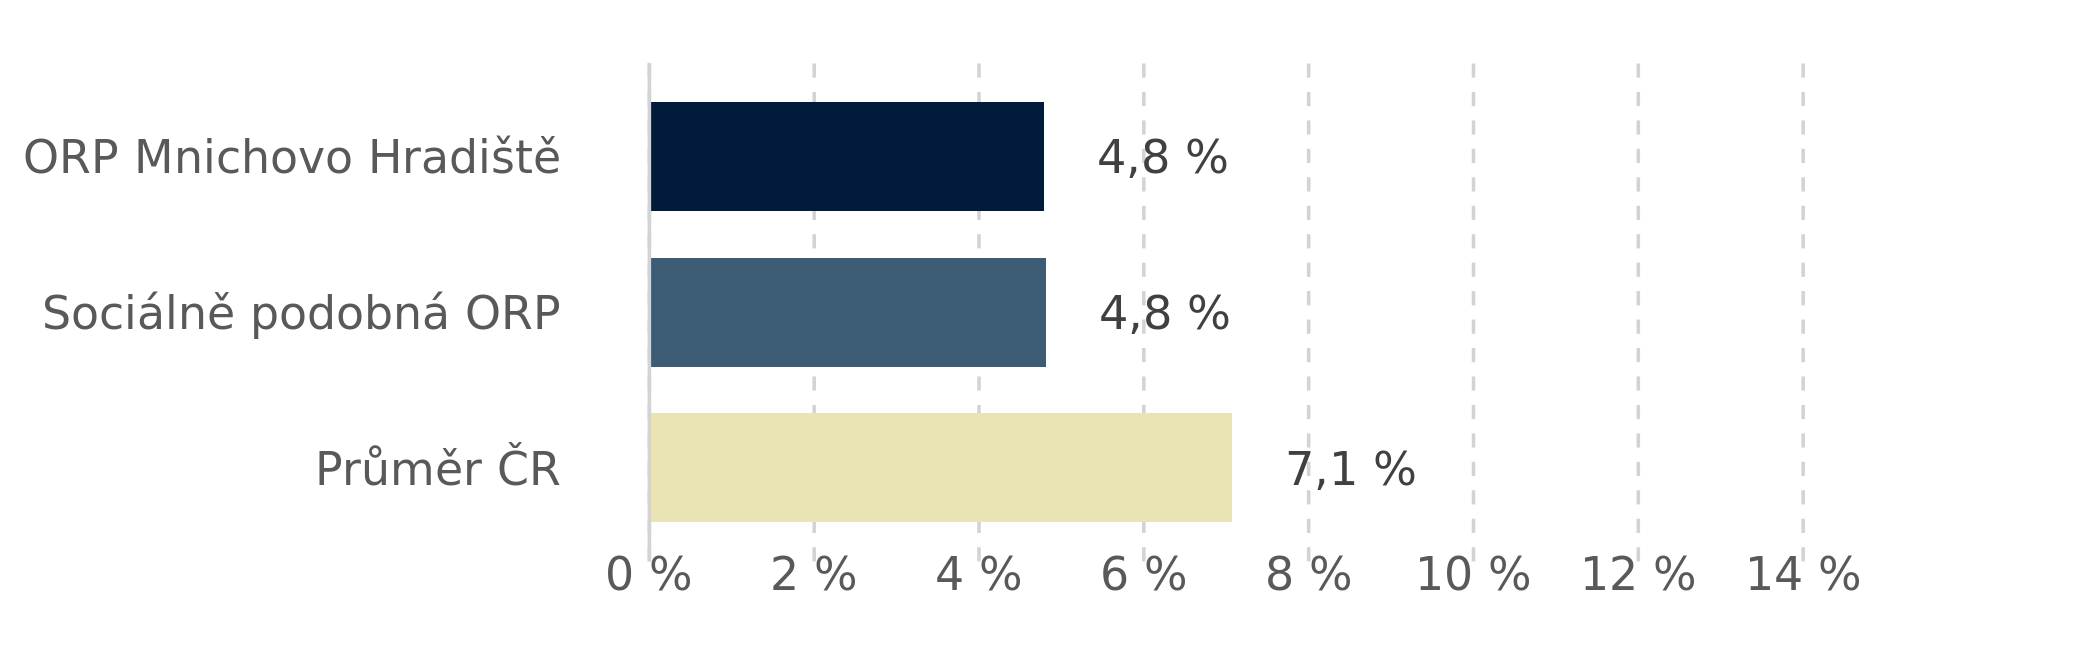 ORP Mnichovo Hradiště
4,8 %
Sociálně podobná ORP
4,8 %
Průměr ČR
7,1 %
0 % 2 % 4 % 6 % 8 % 10 % 12 % 14 %